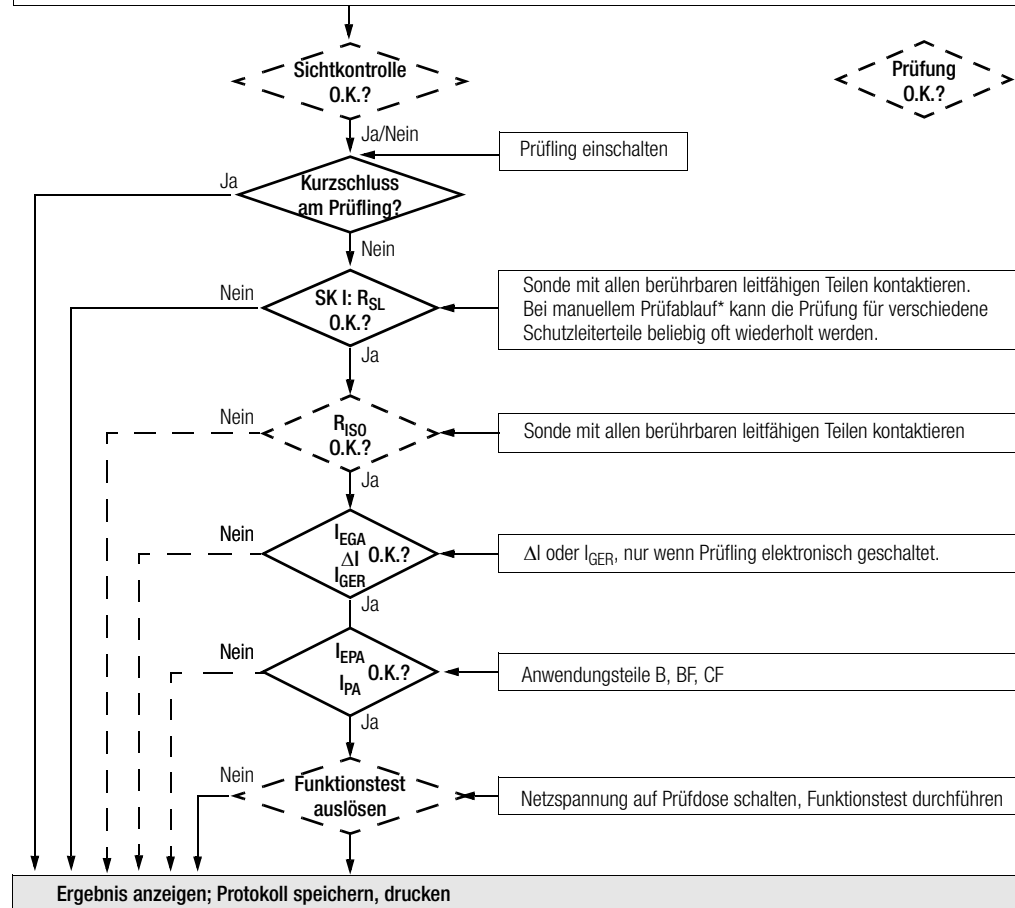 Sichtkontrolle
O.K.?
Prüfung
O.K.?
Ja/Nein
Prüfling einschalten
Ja
Kurzschluss
am Prüfling?
Nein
Nein
SK I: RSL
O.K.?
Sonde mit allen berührbaren leitfähigen Teilen kontaktieren.
Bei manuellem Prüfablauf* kann die Prüfung für verschiedene
Schutzleiterteile beliebig oft wiederholt werden.
Ja
Nein
RISO
O.K.?
Sonde mit allen berührbaren leitfähigen Teilen kontaktieren
Ja
Nein
IEGA
ΔI O.K.?
IGER
ΔI oder IGER, nur wenn Prüfling elektronisch geschaltet.
Ja
Nein
IEPA
O.K.?
IPA
Anwendungsteile B, BF, CF
Ja
Nein
Funktionstest
auslösen
Netzspannung auf Prüfdose schalten, Funktionstest durchführen
Ergebnis anzeigen; Protokoll speichern, drucken